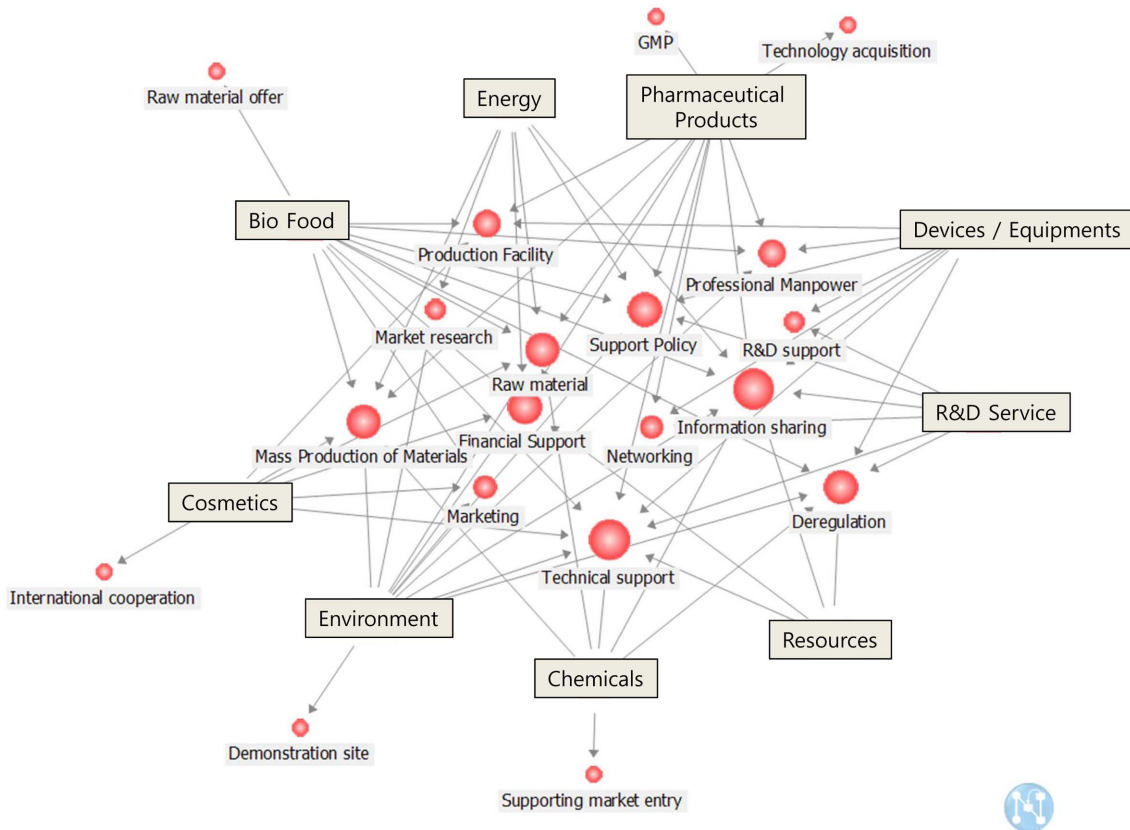 GMP
Technology acquisition
Raw material offer
Energy
Pharmaceutical
Products
Bio Food
Devices / Equipments
Production Facility
Professional Manpower
Market research
Support Policy
R&D support
Raw material
R&D Service
Information sharing
Financial Support
Networking
Mass Production of Materials
Cosmetics
Marketing
Deregulation
Technical support
International cooperation
Environment
Resources
Chemicals
Demonstration site
Supporting market entry